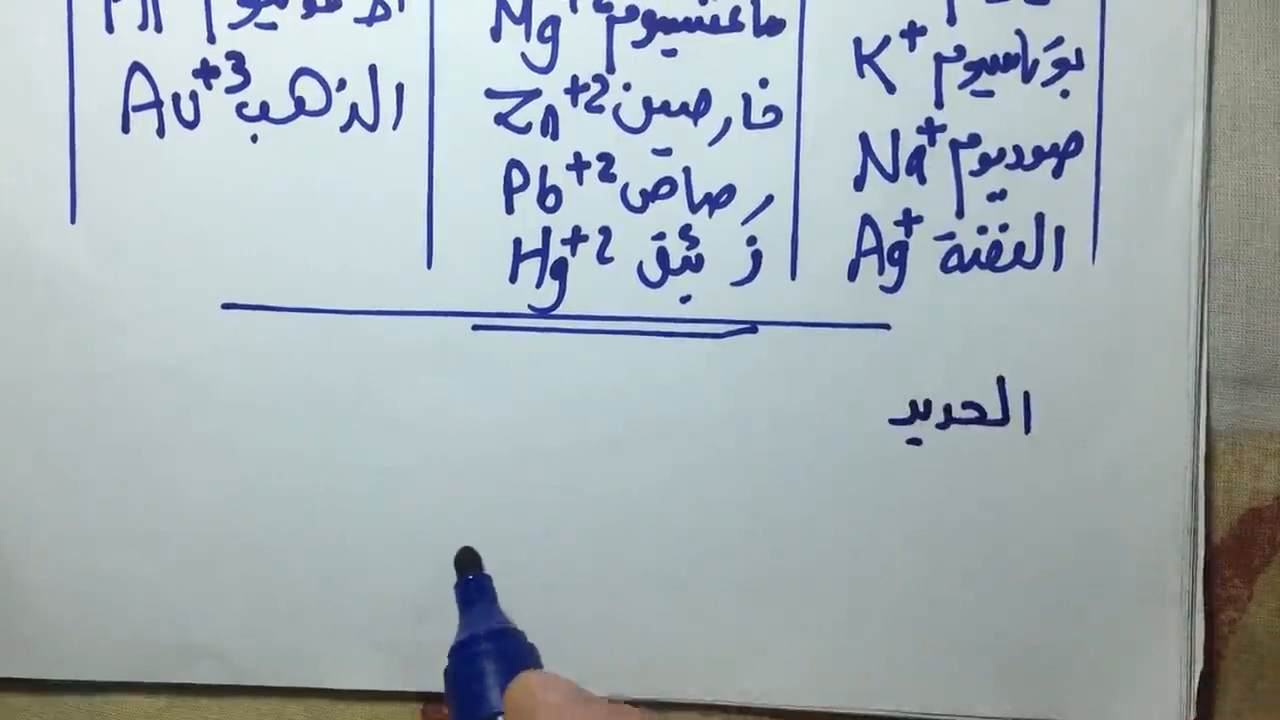 بوتاسيوم K+
صوديوم Na+
الفضة Ag+
ماغنسيوم Mg+2
خارصين Zn+2
رصاص Pb+2
زئبق Hg+2
الذهب Au+3
الحديد